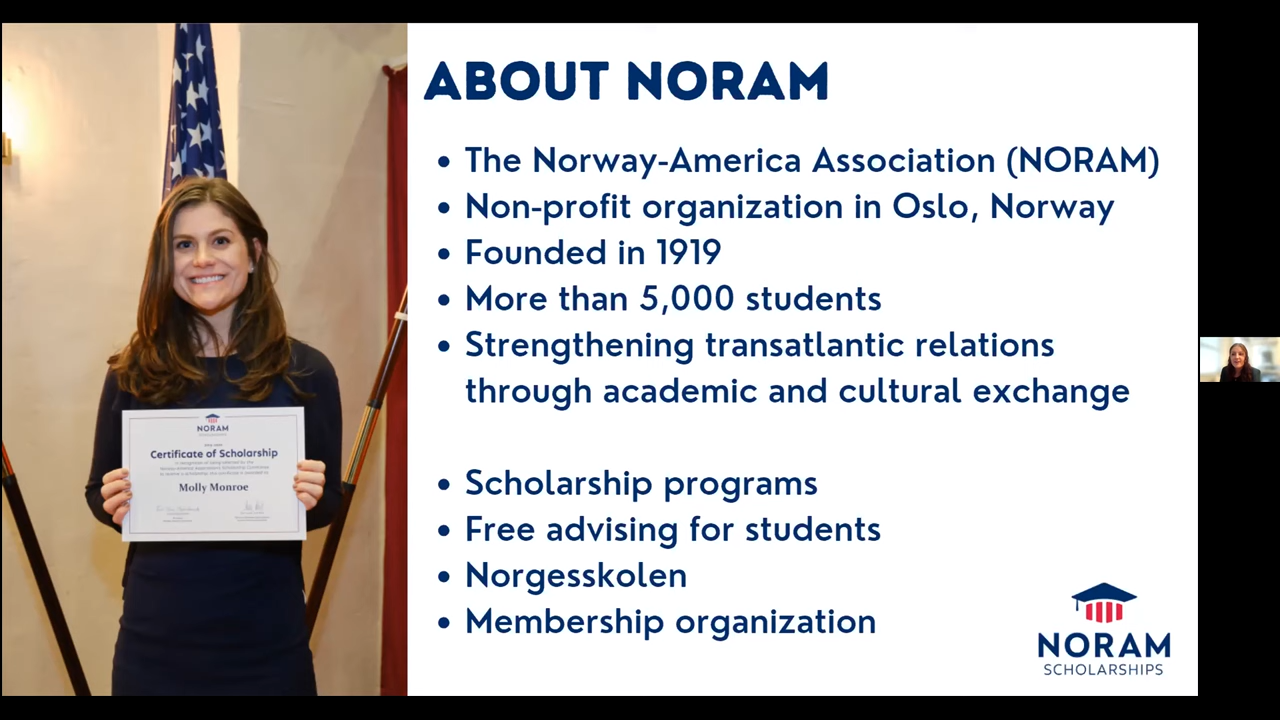 ABOUT NORAM
• The Norway-America Association (NORAM)
• Non-profit organization in Oslo, Norway
• Founded in 1919
• More than 5,000 students
• Strengthening transatlantic relations
through academic and cultural exchange
• Scholarship programs
• Free advising for students
• Norgesskolen
• Membership organization
NORAM
SCHOLARSHIPS
NORAM
Certificate of Scholarship
Molly Monroe